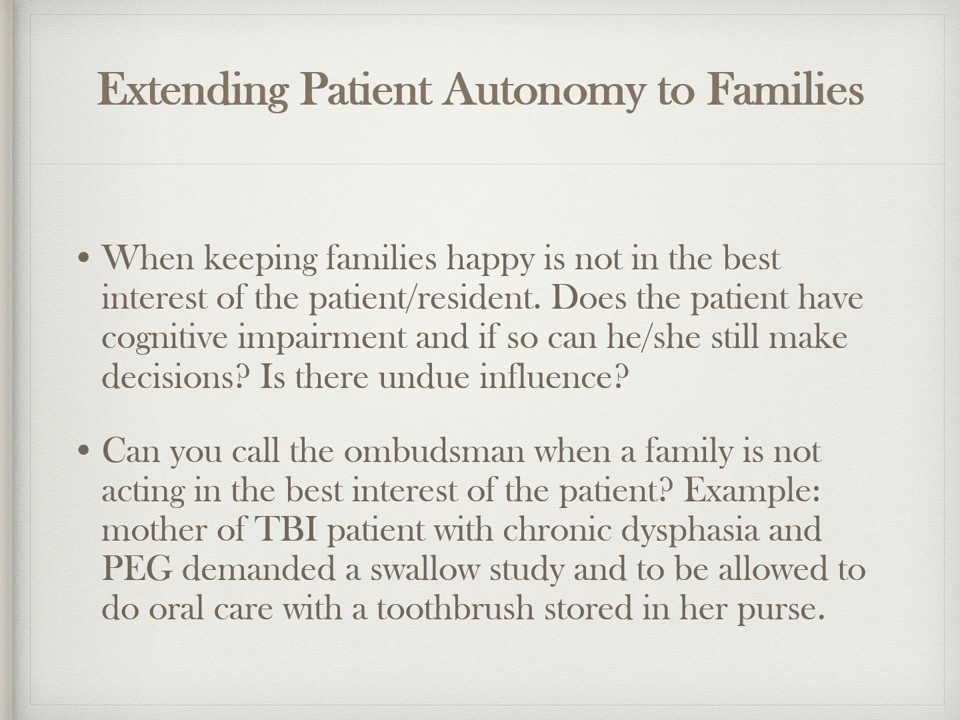 Extending Patient Autonomy to Families
• When keeping families happy is not in the best
interest of the patient/resident. Does the patient have
cognitive impairment and if so can he/she still make
decisions? Is there undue influence?
• Can you call the ombudsman when a family is not
acting in the best interest of the patient? Example:
mother of TBI patient with chronic dysphasia and
PEG demanded a swallow study and to be allowed to
do oral care with a toothbrush stored in her purse.